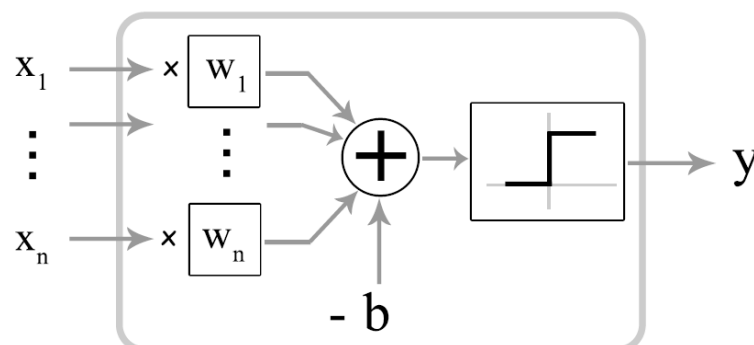 x₁
× w₁
⋮
⋮
+
y
xₙ
× wₙ
- b